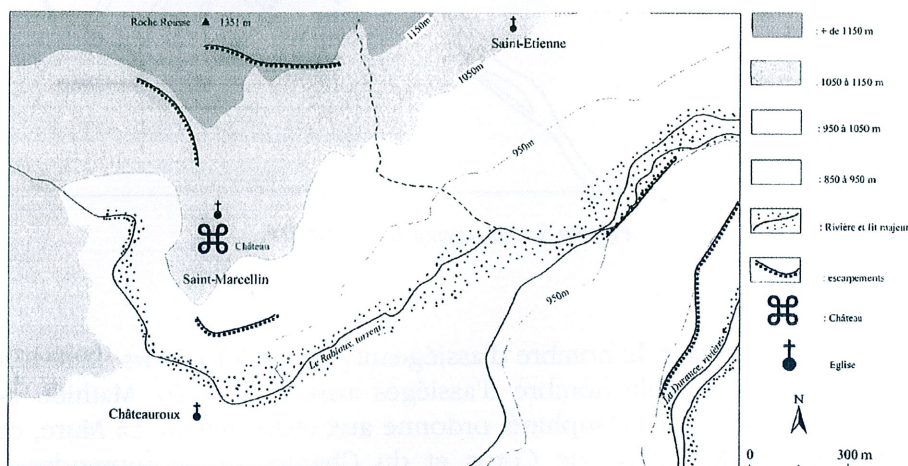 Roche Rousse 1351 m
1150m
1050m
Saint-Etienne
950m
Château
Saint-Marcellin
950m
Le Rabioux torrent
La Durance, rivière
Châteauroux
: + de 1150 m
: 1050 à 1150 m
: 950 à 1050 m
: 850 à 950 m
: Rivière et lit majeur
: escarpements
: Château
: Eglise
N
0 300 m